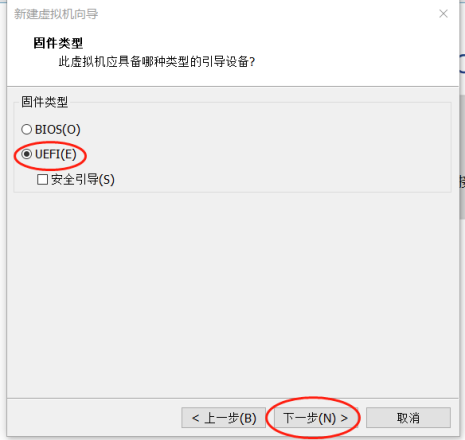 新建虚拟机向导
固件类型
此虚拟机应具备哪种类型的引导设备?
固件类型
BIOS(O)
UEFI(E)
安全引导(S)
< 上一步(B) 下一步(N) > 取消